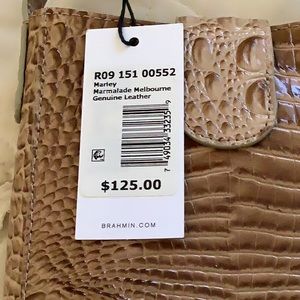 R09 151 00552
Marley
Marmalade Melbourne
Genuine Leather
$125.00
BRAHMIN.COM